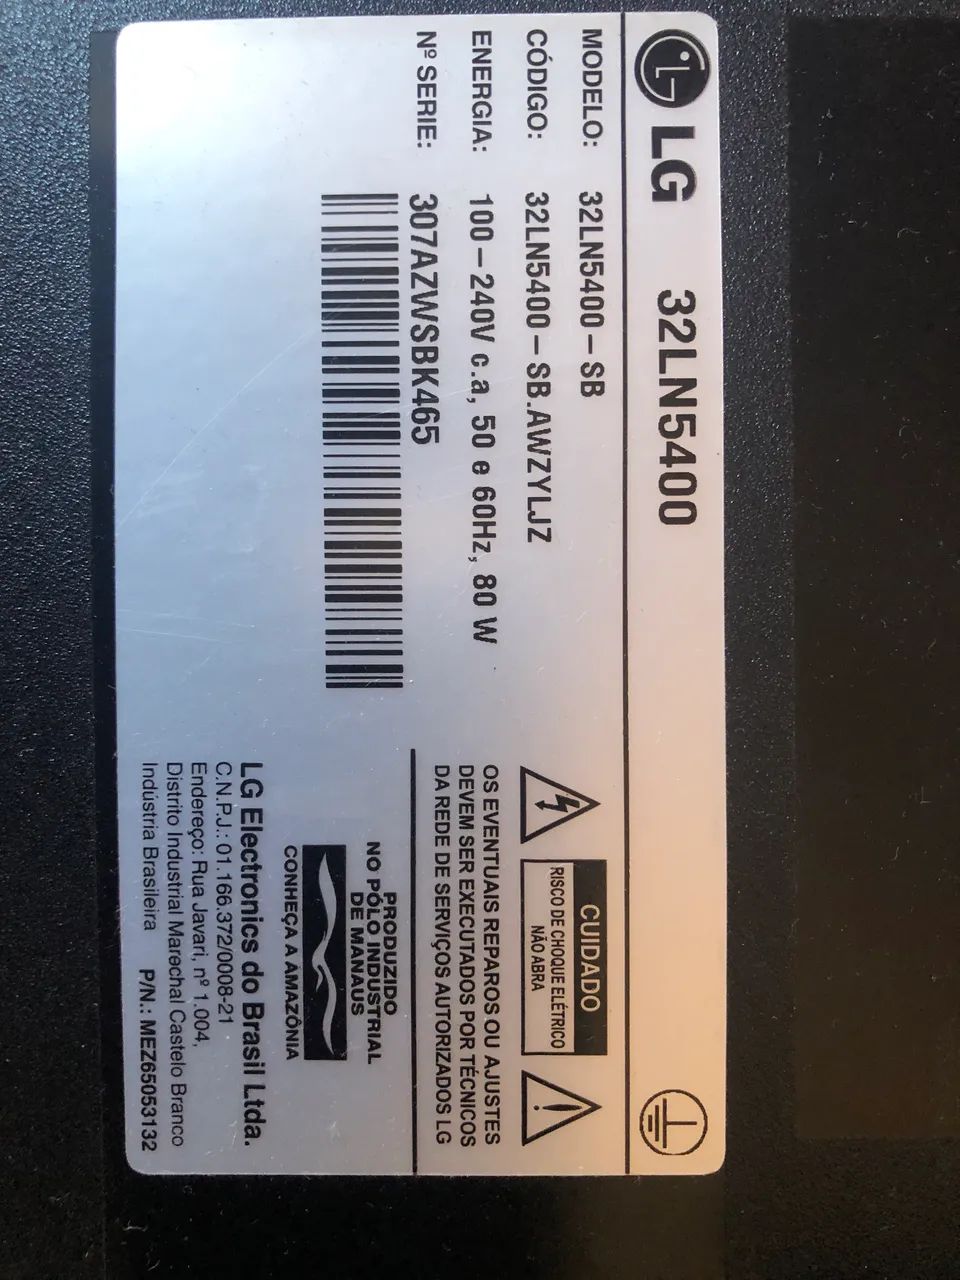 LG 32LN5400
MODELO: 32LN5400-SB
CÓDIGO: 32LN5400-SB.AWZYLJZ
ENERGIA: 100-240V c.a, 50 e 60Hz, 80 W
Nº SERIE: 307AZWSBK465
CUIDADO
RISCO DE CHOQUE ELÉTRICO
NÃO ABRA
OS EVENTUAIS REPAROS OU AJUSTES
DEVEM SER EXECUTADOS POR TÉCNICOS
DA REDE DE SERVIÇOS AUTORIZADOS LG
PRODUZIDO
NO PÓLO INDUSTRIAL
DE MANAUS
CONHEÇA A AMAZÔNIA
LG Electronics do Brasil Ltda.
C.N.P.J.: 01.166.372/0008-21
Endereço: Rua Javari, nº 1.004,
Distrito Industrial Marechal Castelo Branco
Indústria Brasileira P/N.: MEZ65053132